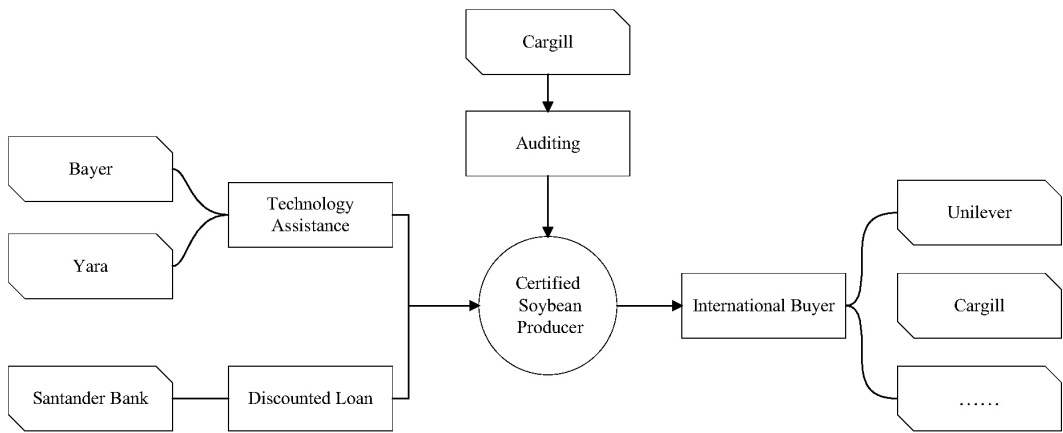 Cargill
Auditing
Bayer
Yara
Technology
Assistance
Santander Bank
Discounted Loan
Certified
Soybean
Producer
International Buyer
Unilever
Cargill
……